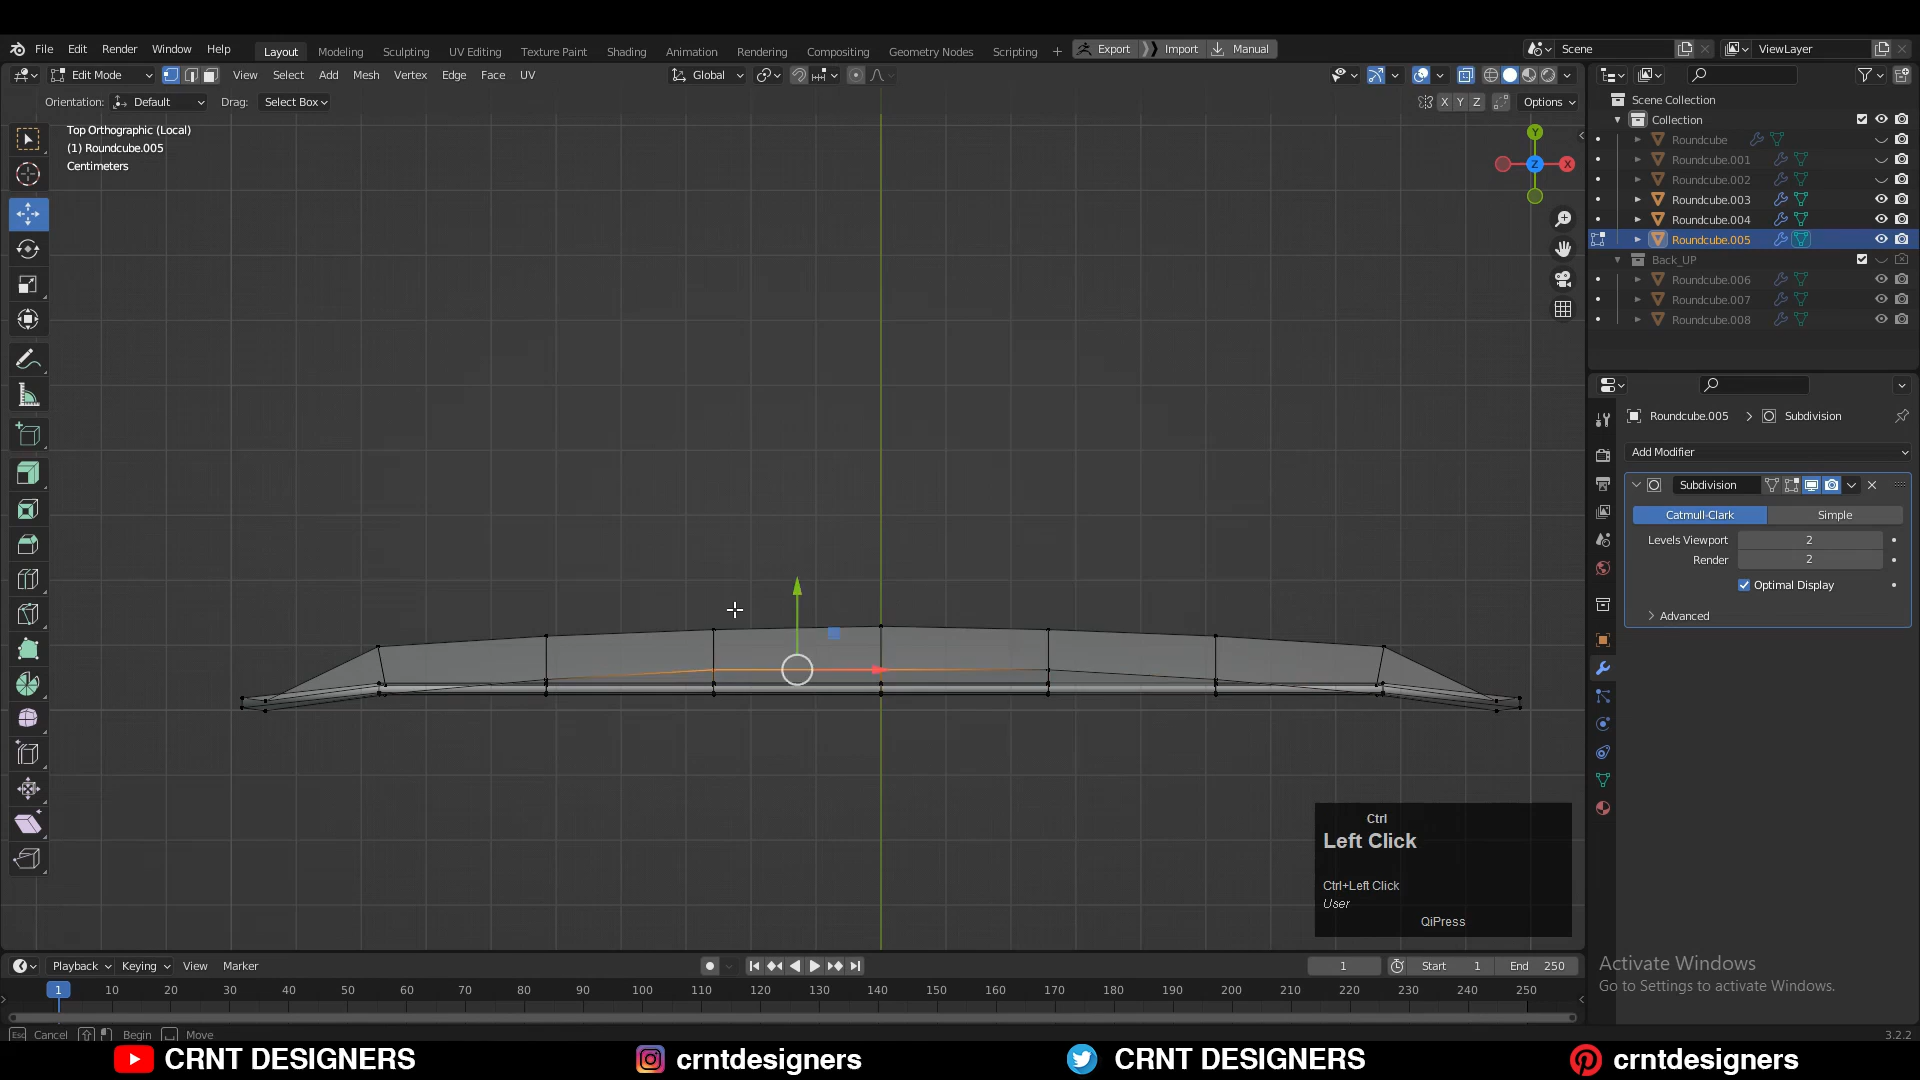 File Edit Render Window Help Layout Modeling Sculpting UV Editing Texture Paint Shading Animation Rendering Compositing Geometry Nodes Scripting + Export Import Manual Scene ViewLayer
Edit Mode View Select Add Mesh Vertex Edge Face UV Global
Orientation: Default Drag: Select Box X Y Z Options
Top Orthographic (Local)
(1) Roundcube.005
Centimeters
Y
X
Z
Scene Collection
Collection
Roundcube
Roundcube.001
Roundcube.002
Roundcube.003
Roundcube.004
Roundcube.005
Back_UP
Roundcube.006
Roundcube.007
Roundcube.008
Roundcube.005 > Subdivision
Add Modifier
Subdivision
Catmull-Clark Simple
Levels Viewport 2
Render 2
Optimal Display
Advanced
Ctrl
Left Click
Ctrl+Left Click
User
QiPress
Activate Windows
Go to Settings to activate Windows.
Playback Keying View Marker 1 Start 1 End 250
1 10 20 30 40 50 60 70 80 90 100 110 120 130 140 150 160 170 180 190 200 210 220 230 240 250
Esc Cancel Begin Move 3.2.2
CRNT DESIGNERS crntdesigners CRNT DESIGNERS crntdesigners